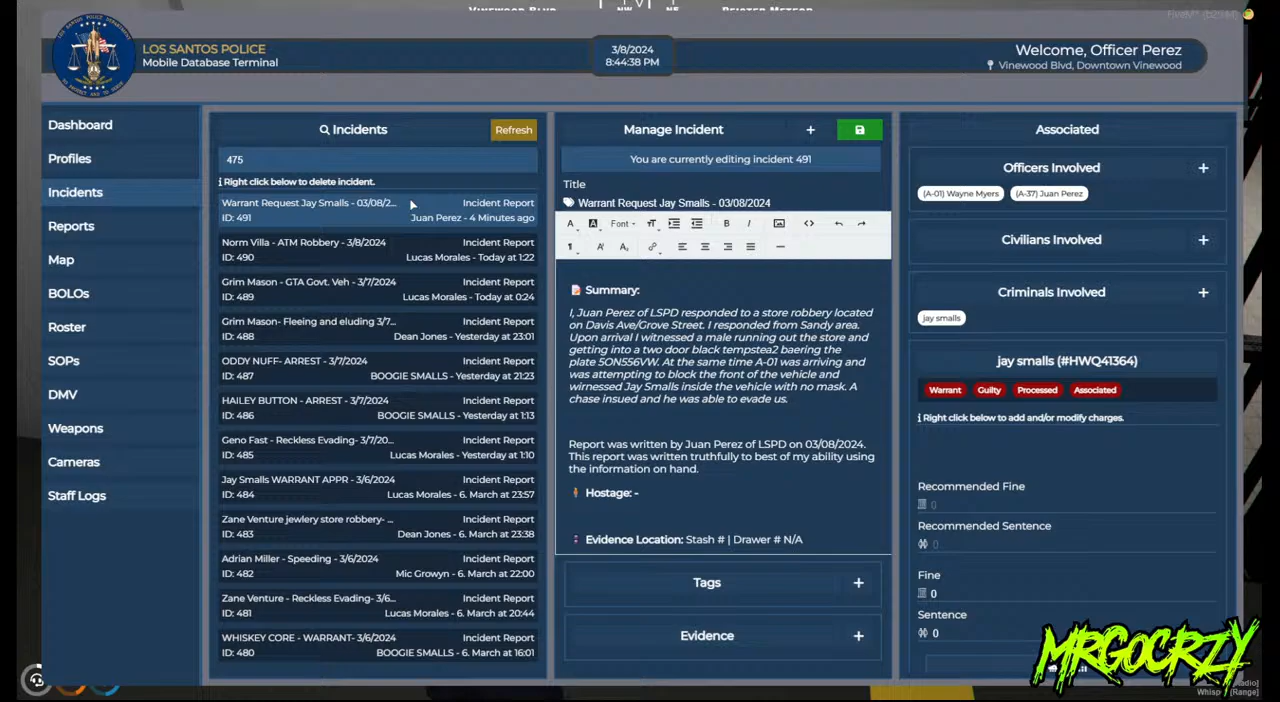 VINEWOOD BLVD
NW
NE
REISTER METEOR
LOS SANTOS POLICE
Mobile Database Terminal
3/8/2024
8:44:38 PM
Welcome, Officer Perez
Vinewood Blvd, Downtown Vinewood
Dashboard
Profiles
Incidents
Reports
Map
BOLOs
Roster
SOPs
DMV
Weapons
Cameras
Staff Logs
Incidents
Refresh
475
Right click below to delete incident.
Warrant Request Jay Smalls - 03/08/2... Incident Report
ID: 491 Juan Perez - 4 Minutes ago
Norm Villa - ATM Robbery - 3/8/2024 Incident Report
ID: 490 Lucas Morales - Today at 1:22
Grim Mason - GTA Govt. Veh - 3/7/2024 Incident Report
ID: 489 Lucas Morales - Today at 0:24
Grim Mason- Fleeing and eluding 3/7... Incident Report
ID: 488 Dean Jones - Yesterday at 23:01
ODDY NUFF- ARREST - 3/7/2024 Incident Report
ID: 487 BOOGIE SMALLS - Yesterday at 21:23
HAILEY BUTTON - ARREST - 3/7/2024 Incident Report
ID: 486 BOOGIE SMALLS - Yesterday at 1:13
Geno Fast - Reckless Evading- 3/7/20... Incident Report
ID: 485 Lucas Morales - Yesterday at 1:10
Jay Smalls WARRANT APPR - 3/6/2024 Incident Report
ID: 484 Lucas Morales - 6. March at 23:57
Zane Venture jewlery store robbery- ... Incident Report
ID: 483 Dean Jones - 6. March at 23:38
Adrian Miller - Speeding - 3/6/2024 Incident Report
ID: 482 Mic Growyn - 6. March at 22:00
Zane Venture - Reckless Evading- 3/6... Incident Report
ID: 481 Lucas Morales - 6. March at 20:44
WHISKEY CORE - WARRANT- 3/6/2024 Incident Report
ID: 480 BOOGIE SMALLS - 6. March at 16:01
Manage Incident +
You are currently editing incident 491
Title
Warrant Request Jay Smalls - 03/08/2024
Font
Summary:
I, Juan Perez of LSPD responded to a store robbery located
on Davis Ave/Grove Street. I responded from Sandy area.
Upon arrival I witnessed a male running out the store and
getting into a two door black tempstea2 baering the
plate 5ON556VW. At the same time A-01 was arriving and
was attempting to block the front of the vehicle and
wirnessed Jay Smalls inside the vehicle with no mask. A
chase insued and he was able to evade us.
Report was written by Juan Perez of LSPD on 03/08/2024.
This report was written truthfully to best of my ability using
the information on hand.
Hostage: -
Evidence Location: Stash # | Drawer # N/A
Tags +
Evidence +
Associated
Officers Involved +
(A-01) Wayne Myers (A-37) Juan Perez
Civilians Involved +
Criminals Involved +
jay smalls
jay smalls (#HWQ41364)
Warrant Guilty Processed Associated
Right click below to add and/or modify charges.
Recommended Fine
0
Recommended Sentence
0
Fine
0
Sentence
0
MRGOCRZY
[Range]